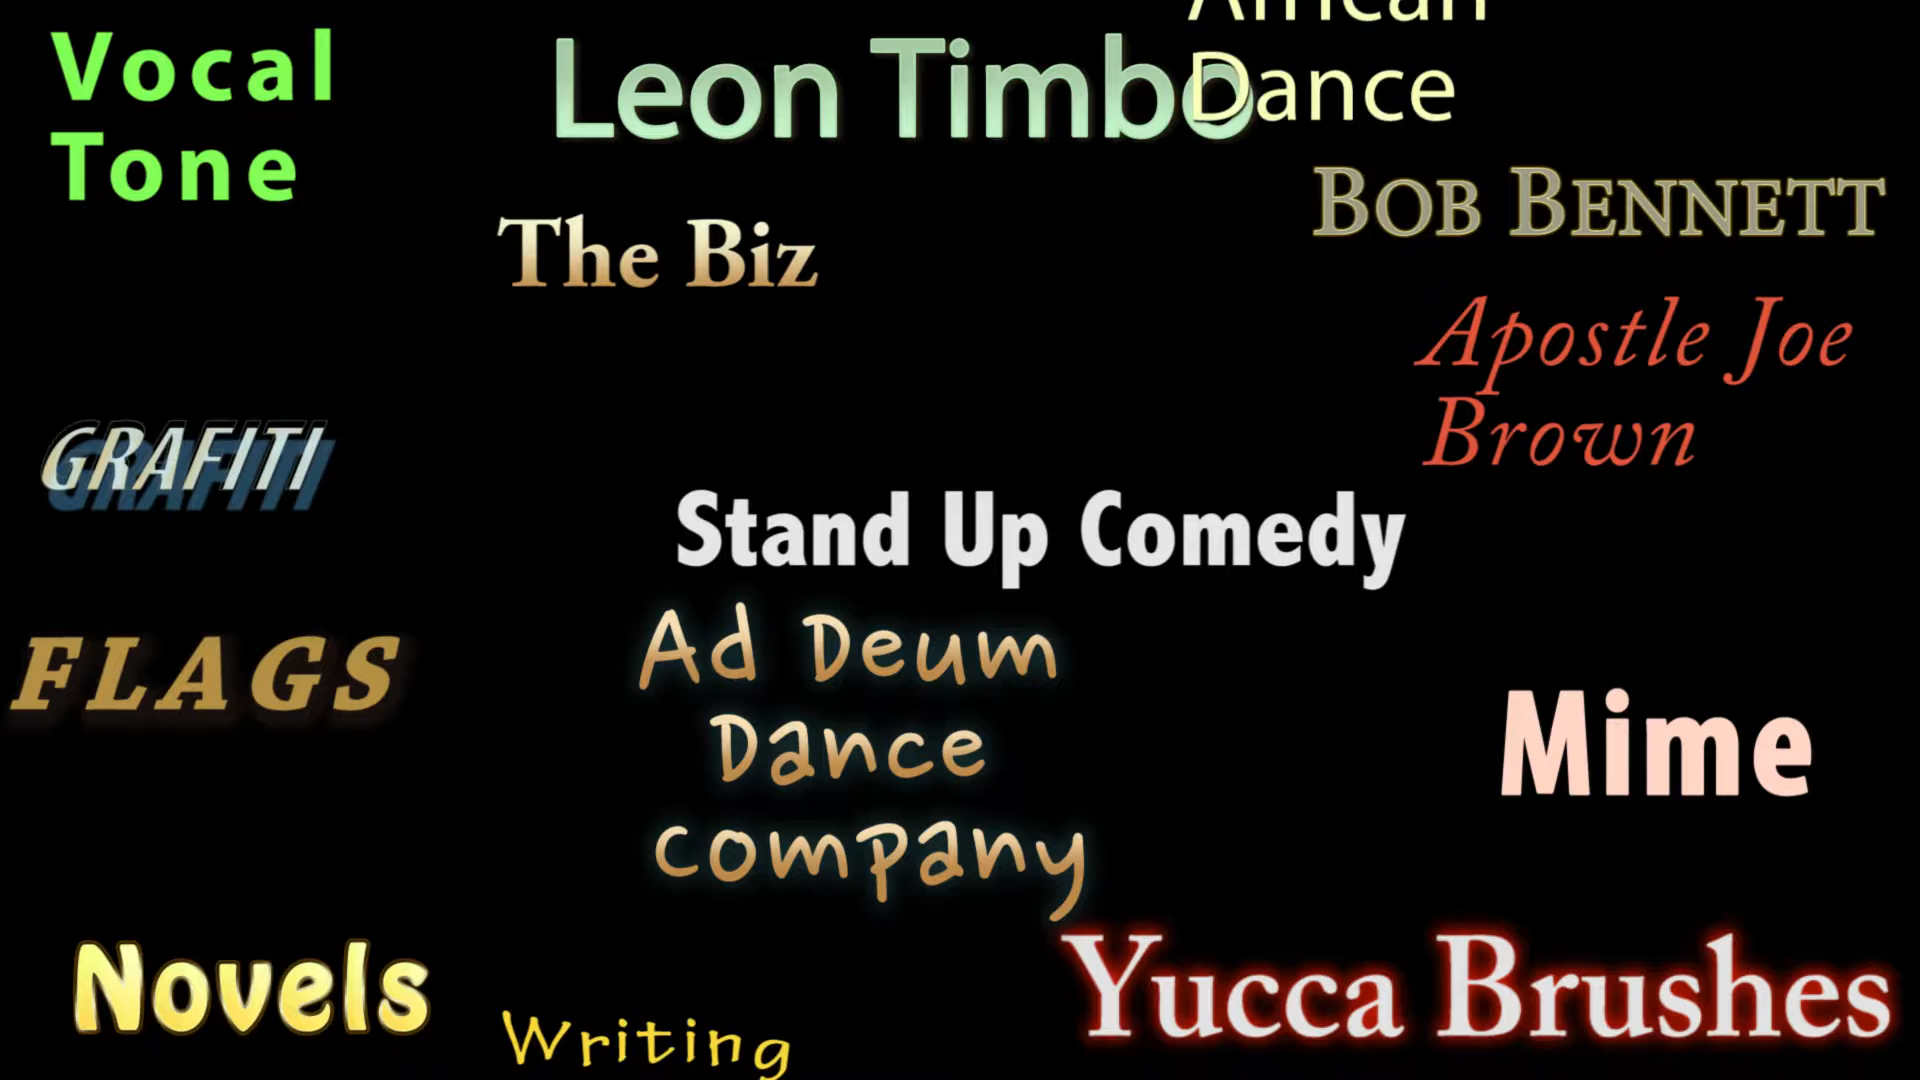 Vocal
Tone
Leon Timbo
African
Dance
The Biz
BOB BENNETT
Apostle Joe
Brown
GRAFITI
Stand Up Comedy
FLAGS
Ad Deum
Dance
company
Mime
Novels
Writing
Yucca Brushes